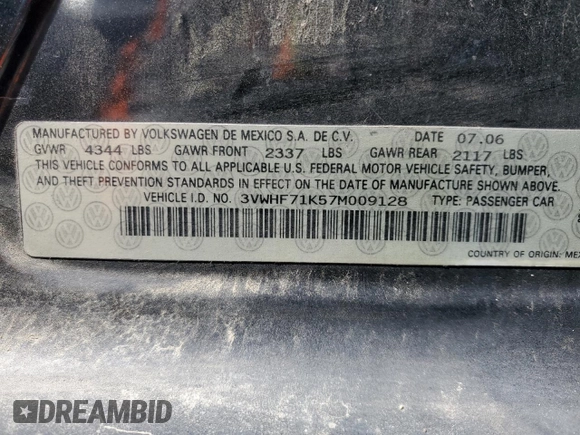 MANUFACTURED BY VOLKSWAGEN DE MEXICO S.A. DE C.V. DATE 07.06
GVWR 4344 LBS GAWR FRONT 2337 LBS GAWR REAR 2117 LBS
THIS VEHICLE CONFORMS TO ALL APPLICABLE U.S. FEDERAL MOTOR VEHICLE SAFETY, BUMPER,
AND THEFT PREVENTION STANDARDS IN EFFECT ON THE DATE OF MANUFACTURE SHOWN ABOVE.
VEHICLE I.D. NO. 3VWHF71K57M009128 TYPE: PASSENGER CAR
COUNTRY OF ORIGIN: MEX
DREAMBID